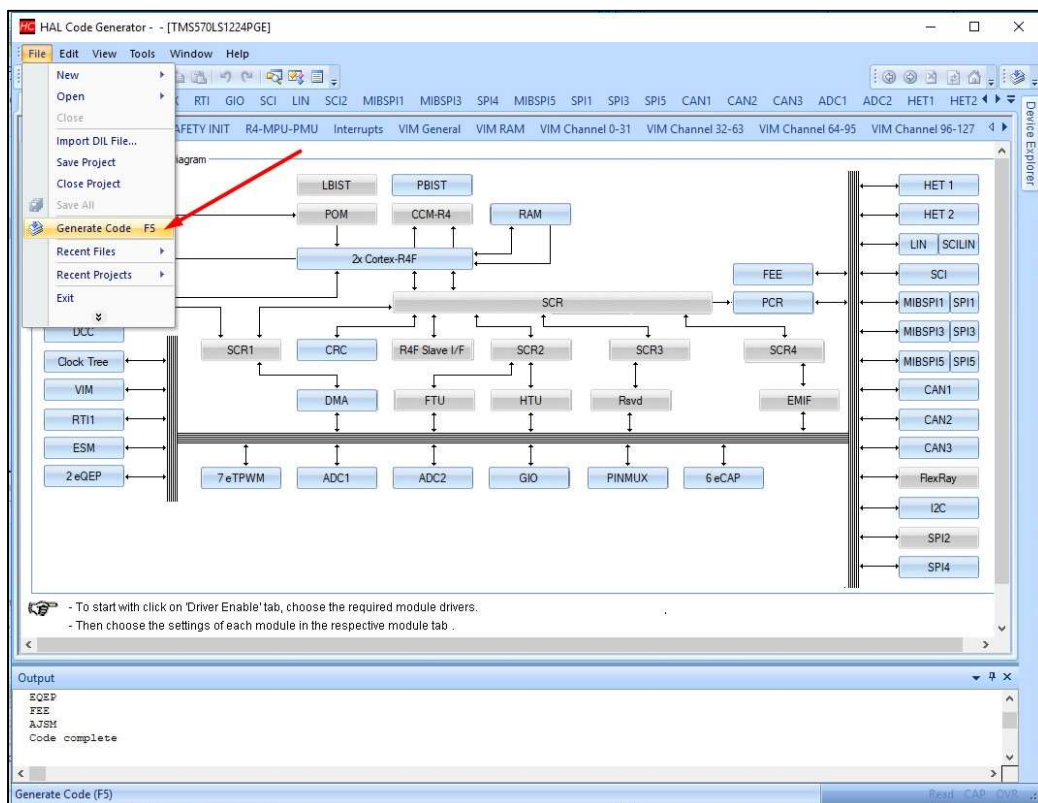 HAL Code Generator - - [TMS570LS1224PGE]
File Edit View Tools Window Help
RTI GIO SCI LIN SCI2 MIBSPI1 MIBSPI3 SPI4 MIBSPI5 SPI1 SPI3 SPI5 CAN1 CAN2 CAN3 ADC1 ADC2 HET1 HET2
AFETY INIT R4-MPU-PMU Interrupts VIM General VIM RAM VIM Channel 0-31 VIM Channel 32-63 VIM Channel 64-95 VIM Channel 96-127
Device Explorer
New
Open
Close
Import DIL File...
Save Project
Close Project
Save All
Generate Code F5
Recent Files
Recent Projects
Exit
iagram
LBIST PBIST
POM CCM-R4 RAM
2x Cortex-R4F
FEE
SCR PCR
SCR1 CRC R4F Slave I/F SCR2 SCR3 SCR4
DMA FTU HTU Rsvd EMIF
DCC
Clock Tree
VIM
RTI1
ESM
2 eQEP
7 eTPWM ADC1 ADC2 GIO PINMUX 6 eCAP
HET 1
HET 2
LIN SCILIN
SCI
MIBSPI1 SPI1
MIBSPI3 SPI3
MIBSPI5 SPI5
CAN1
CAN2
CAN3
FlexRay
I2C
SPI2
SPI4
- To start with click on 'Driver Enable' tab, choose the required module drivers.
- Then choose the settings of each module in the respective module tab .
Output
EQEP
FEE
AJSM
Code complete
Generate Code (F5)
Read CAP OVR